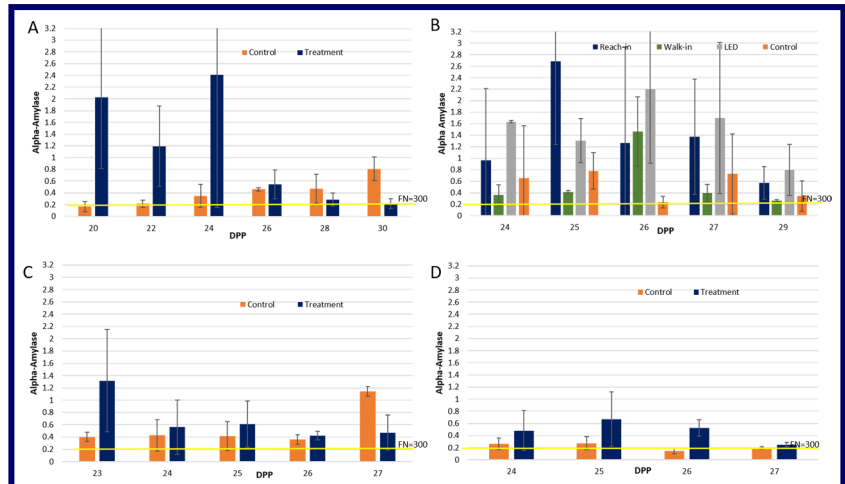 A
Control Treatment
Alpha-Amylase
3.2
3
2.8
2.6
2.4
2.2
2
1.8
1.6
1.4
1.2
1
0.8
0.6
0.4
0.2
0
FN=300
20 22 24 26 28 30
DPP
B
Reach-in Walk-in LED Control
Alpha Amylase
3.2
3
2.8
2.6
2.4
2.2
2
1.8
1.6
1.4
1.2
1
0.8
0.6
0.4
0.2
0
FN=300
24 25 26 27 29
DPP
C
Control Treatment
Alpha-Amylase
3.2
3
2.8
2.6
2.4
2.2
2
1.8
1.6
1.4
1.2
1
0.8
0.6
0.4
0.2
0
FN=300
23 24 25 26 27
DPP
D
Control Treatment
Alpha-Amylase
3.2
3
2.8
2.6
2.4
2.2
2
1.8
1.6
1.4
1.2
1
0.8
0.6
0.4
0.2
0
FN=300
24 25 26 27
DPP